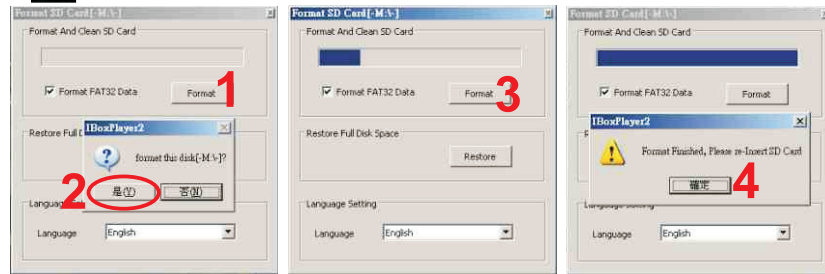 Format SD Card[-M:\-]
Format And Clean SD Card
Format FAT32 Data
Format
1
IBoxPlayer2
format this disk[-M:\-]?
2
是(Y)
否(N)
Language
English
Format SD Card[-M:\-]
Format And Clean SD Card
Format FAT32 Data
Format
3
Restore Full Disk Space
Restore
Language Setting
Language
English
Format SD Card[-M:\-]
Format And Clean SD Card
Format FAT32 Data
Format
IBoxPlayer2
Format Finished, Please re-Insert SD Card
確定
4
Language
English